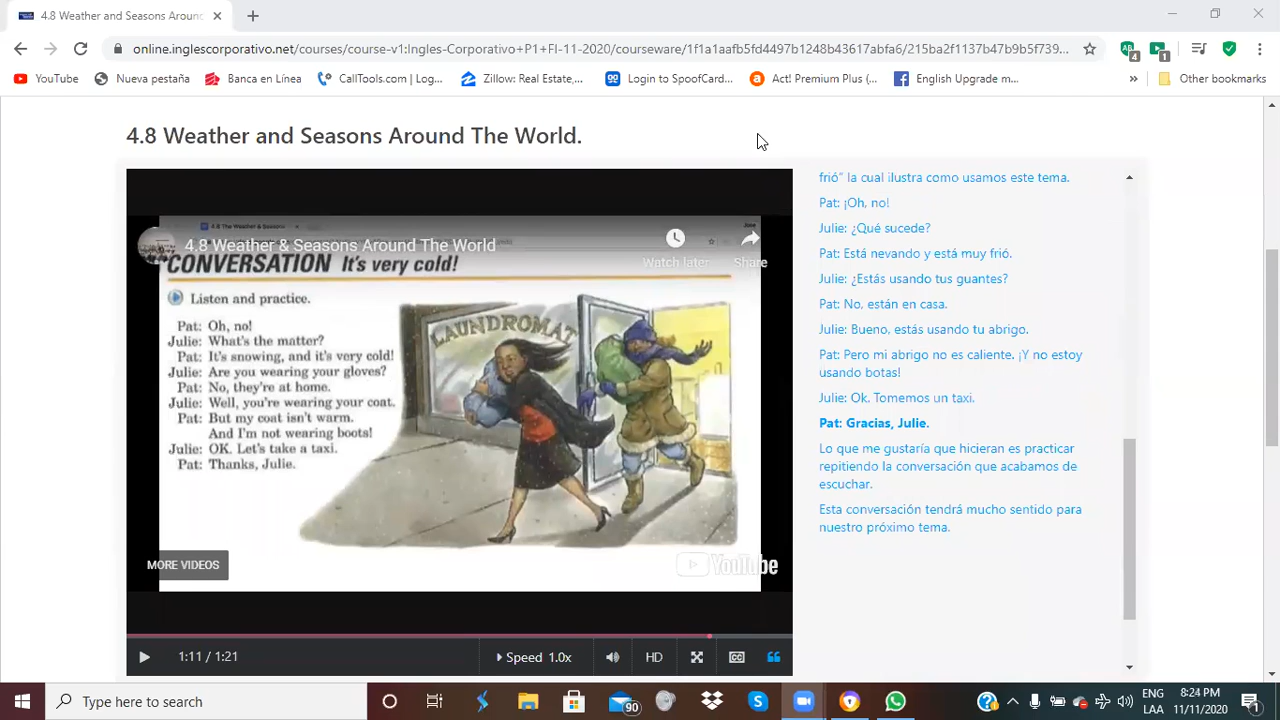 4.8 Weather and Seasons Around
online.inglescorporativo.net/courses/course-v1:Ingles-Corporativo+P1+FI-11-2020/courseware/1f1a1aafb5fd4497b1248b43617abfa6/215ba2f1137b47b9b5f739...
4
1
YouTube
Nueva pestaña
Banca en Línea
CallTools.com | Log...
Zillow: Real Estate,...
Login to SpoofCard...
Act! Premium Plus (...
English Upgrade m...
»
Other bookmarks
4.8 Weather and Seasons Around The World.
4.8 The Weather & Seasons
4.8 Weather & Seasons Around The World
Watch later
Share
CONVERSATION It's very cold!
Listen and practice.
Pat: Oh, no!
Julie: What's the matter?
Pat: It's snowing, and it's very cold!
Julie: Are you wearing your gloves?
Pat: No, they're at home.
Julie: Well, you're wearing your coat.
Pat: But my coat isn't warm.
And I'm not wearing boots!
Julie: OK. Let's take a taxi.
Pat: Thanks, Julie.
LAUNDROMAT
MORE VIDEOS
YouTube
1:11 / 1:21
Speed 1.0x
HD
frió" la cual ilustra como usamos este tema.
Pat: ¡Oh, no!
Julie: ¿Qué sucede?
Pat: Está nevando y está muy frió.
Julie: ¿Estás usando tus guantes?
Pat: No, están en casa.
Julie: Bueno, estás usando tu abrigo.
Pat: Pero mi abrigo no es caliente. ¡Y no estoy
usando botas!
Julie: Ok. Tomemos un taxi.
Pat: Gracias, Julie.
Lo que me gustaría que hicieran es practicar
repitiendo la conversación que acabamos de
escuchar.
Esta conversación tendrá mucho sentido para
nuestro próximo tema.
Type here to search
90
ENG
LAA
8:24 PM
11/11/2020
1